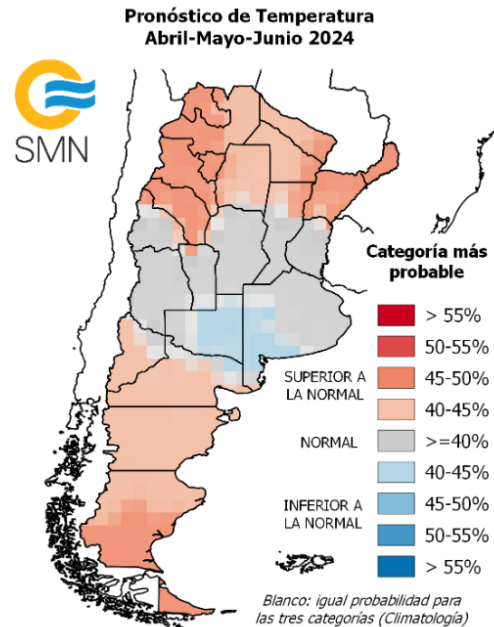 Pronóstico de Temperatura
Abril-Mayo-Junio 2024
SMN
Categoría más
probable
> 55%
50-55%
45-50%
SUPERIOR A
LA NORMAL
40-45%
NORMAL
>=40%
40-45%
45-50%
INFERIOR A
LA NORMAL
50-55%
> 55%
Blanco: igual probabilidad para
las tres categorías (Climatología)